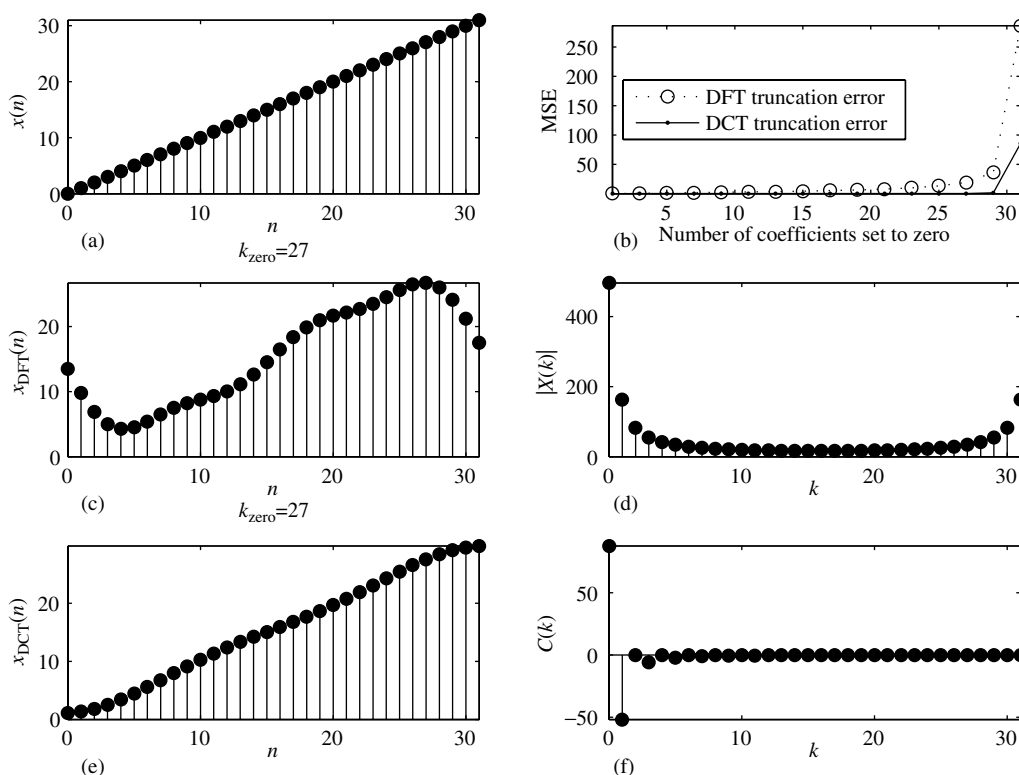 30
20
10
0
x(n)
0
10
20
30
n
(a)
250
200
150
100
50
MSE
DFT truncation error
DCT truncation error
5
10
15
20
25
30
Number of coefficients set to zero
(b)
k_zero=27
20
10
0
x_DFT(n)
0
10
20
30
n
(c)
400
200
0
|X(k)|
0
10
20
30
k
(d)
k_zero=27
20
10
0
x_DCT(n)
0
10
20
30
n
(e)
50
0
−50
C(k)
0
10
20
30
k
(f)